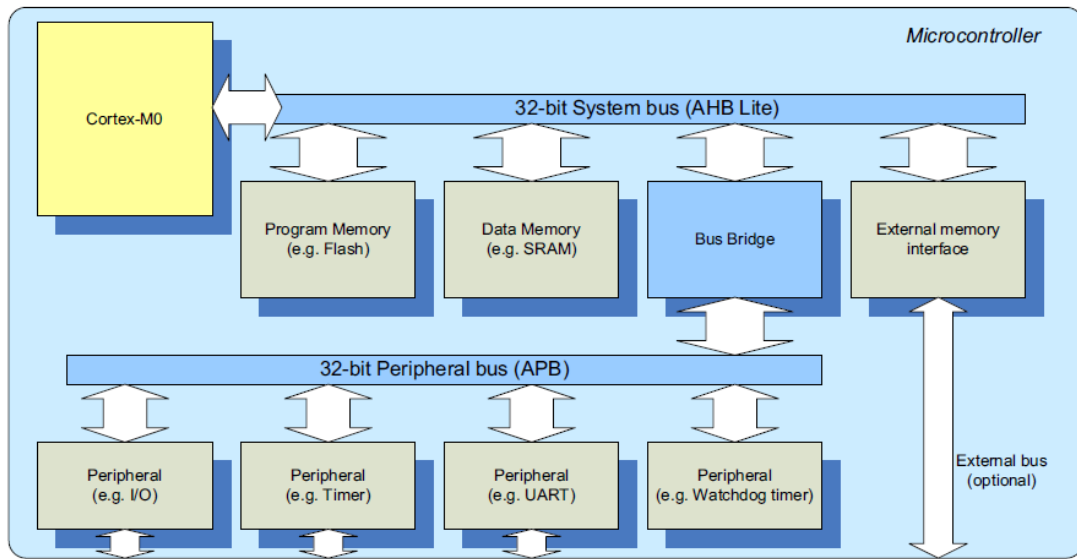 Microcontroller
Cortex-M0
32-bit System bus (AHB Lite)
Program Memory
(e.g. Flash)
Data Memory
(e.g. SRAM)
Bus Bridge
External memory
interface
32-bit Peripheral bus (APB)
Peripheral
(e.g. I/O)
Peripheral
(e.g. Timer)
Peripheral
(e.g. UART)
Peripheral
(e.g. Watchdog timer)
External bus
(optional)